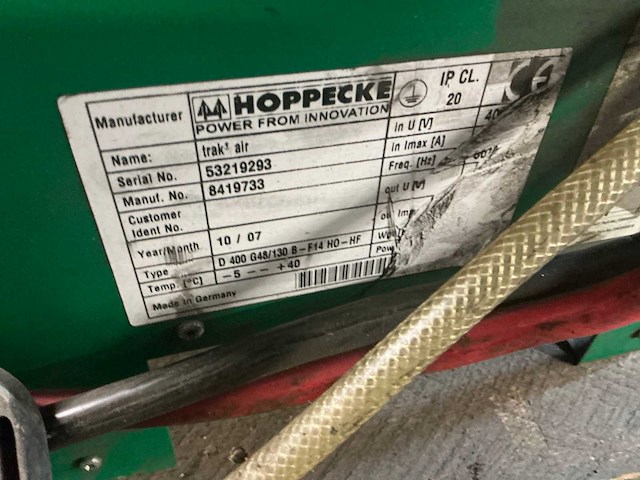 Manufacturer HOPPECKE
POWER FROM INNOVATION
IP CL.
20
CE
Name: trak³ air
Serial No. 53219293
Manuf. No. 8419733
Customer
Ident No.
Year/Month 10 / 07
Type D 400 G48/130 B-F14 HO-HF
Temp. [°C] -5 -- +40
Made in Germany
in U [V]
in Imax [A]
Freq. [Hz]
out U [V]